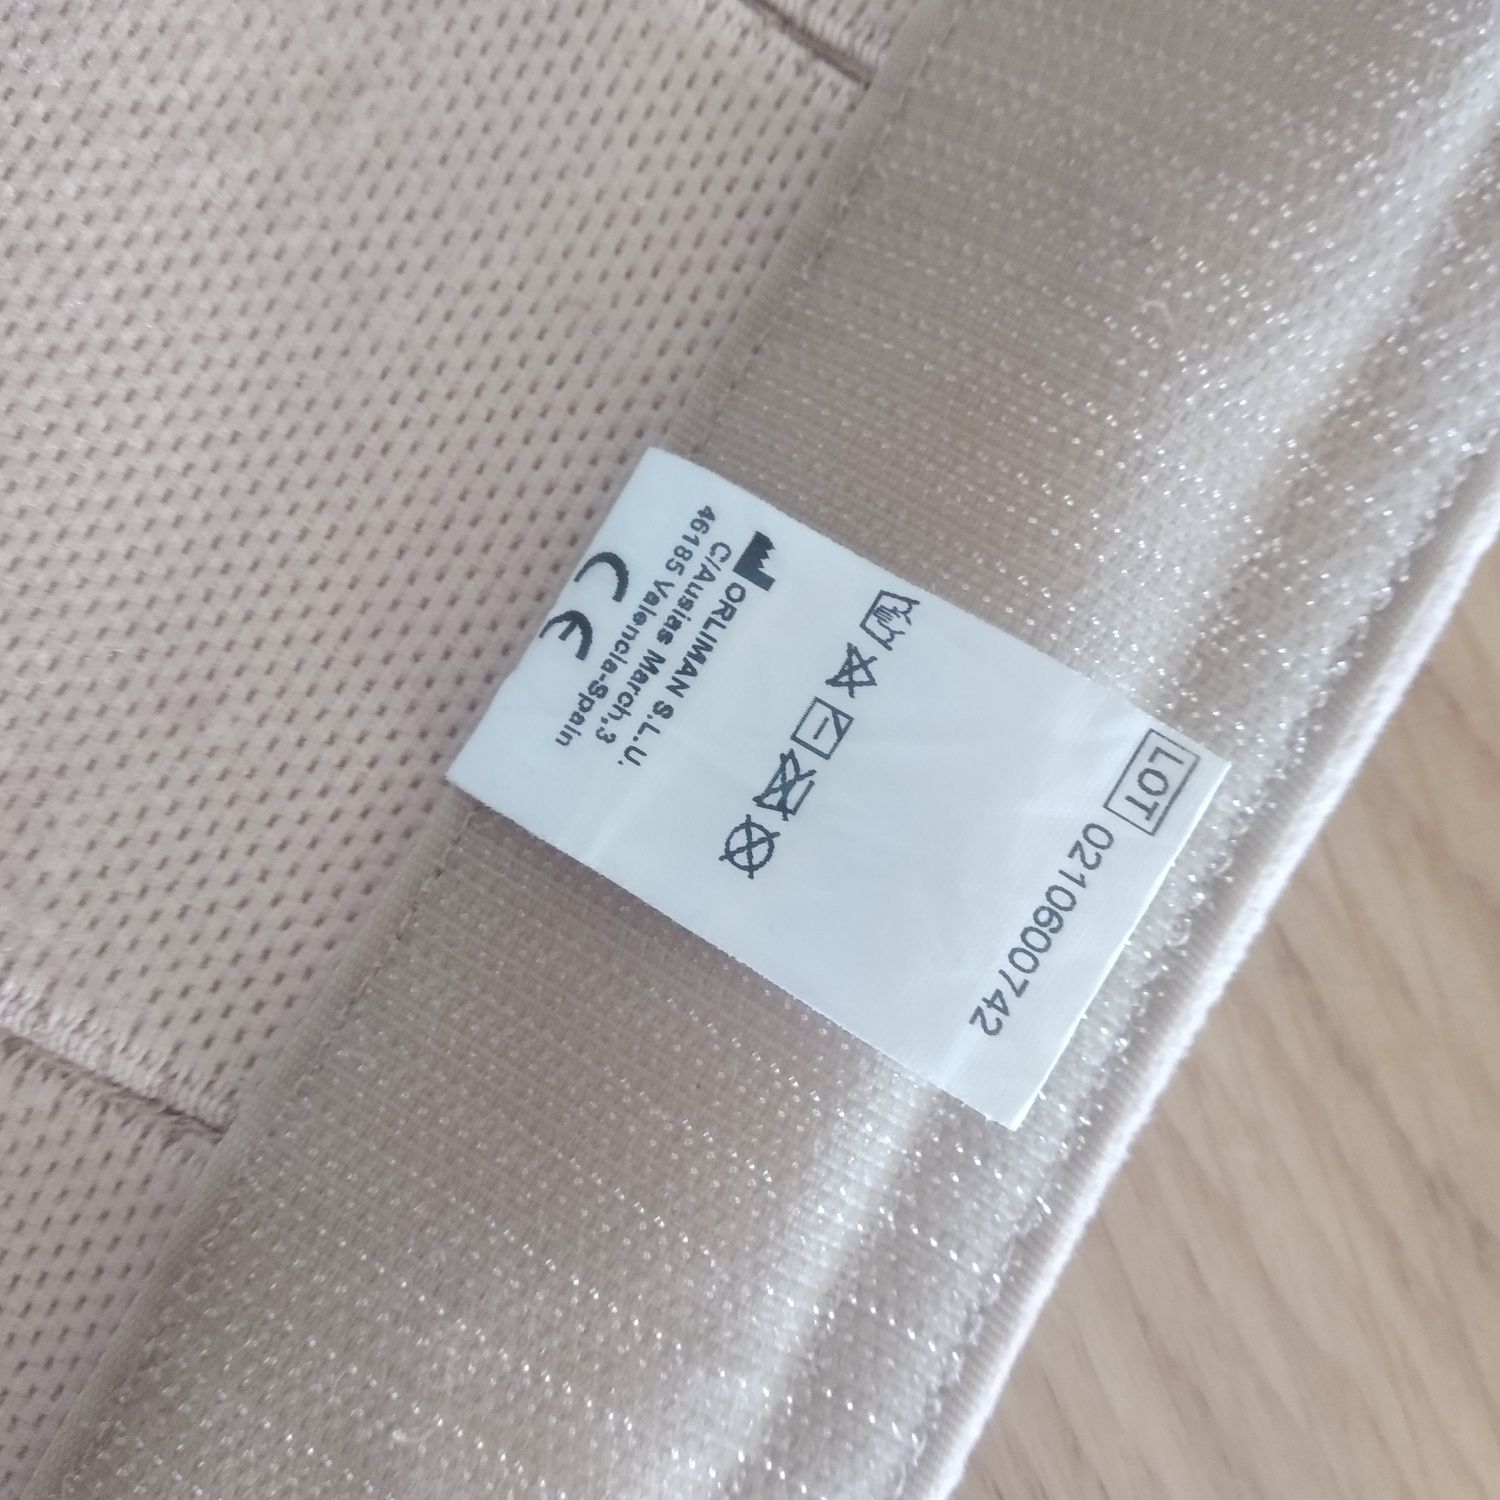 ORLIMAN S.L.U.
C/Ausias March,3
46185 Valencia-Spain
CE
LOT 0210600742